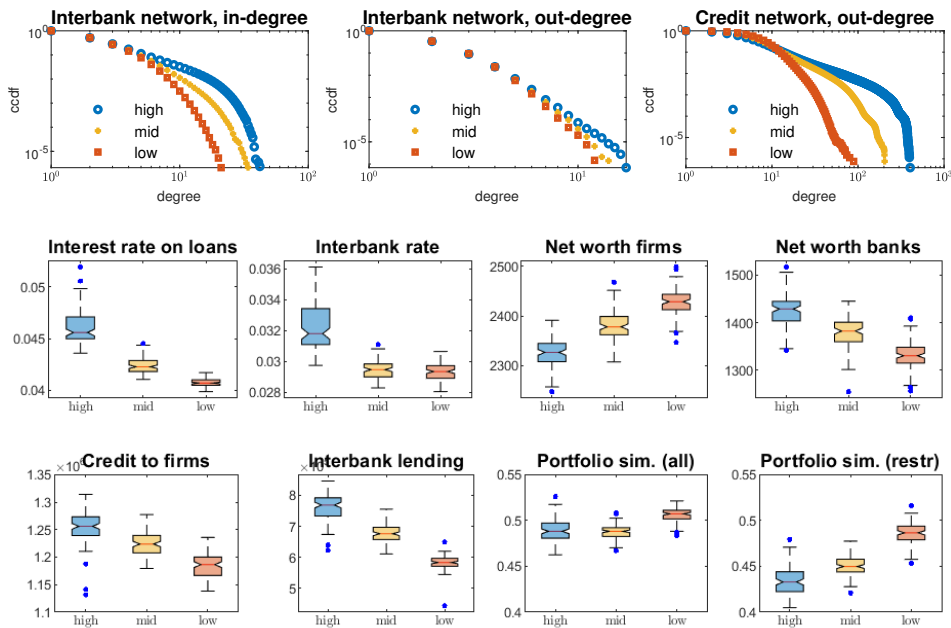 Interbank network, in-degree
Interbank network, out-degree
Credit network, out-degree
10^0
10^-5
ccdf
high
mid
low
10^0
10^1
10^2
degree
10^0
10^-5
ccdf
high
mid
low
10^0
10^1
degree
10^0
10^-5
ccdf
high
mid
low
10^0
10^1
10^2
10^3
degree
Interest rate on loans
0.05
0.045
0.04
high
mid
low
Interbank rate
0.036
0.034
0.032
0.03
0.028
high
mid
low
Net worth firms
2500
2400
2300
high
mid
low
Net worth banks
1500
1400
1300
high
mid
low
Credit to firms
1.35
1.3
1.25
1.2
1.15
1.1
high
mid
low
Interbank lending
8
7
6
5
high
mid
low
Portfolio sim. (all)
0.55
0.5
0.45
0.4
high
mid
low
Portfolio sim. (restr)
0.55
0.5
0.45
0.4
high
mid
low